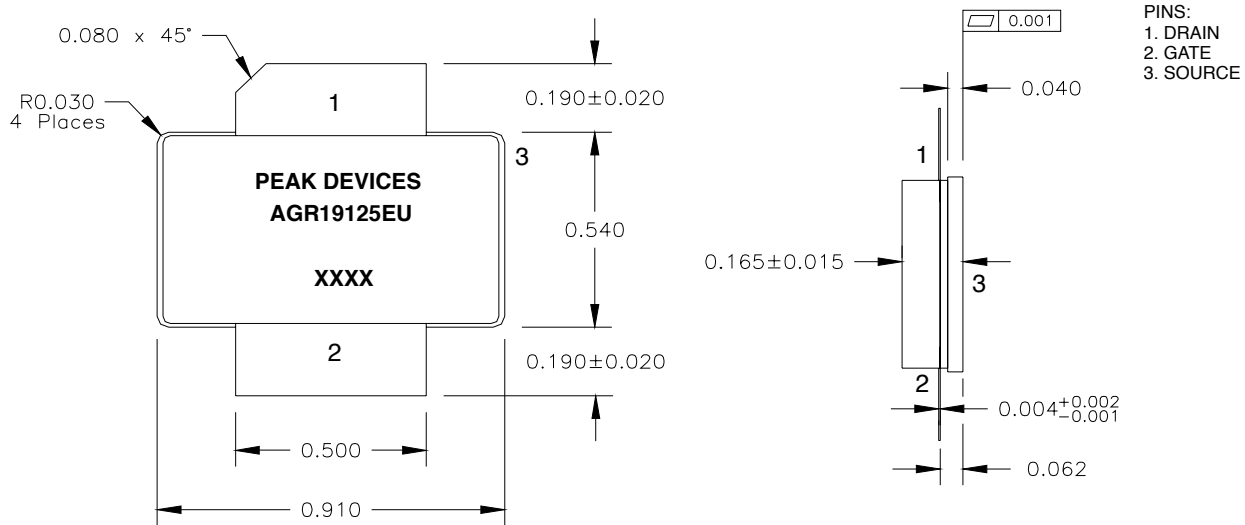 0.080 x 45°
R0.030
4 Places
1
0.190±0.020
3
PEAK DEVICES
AGR19125EU
XXXX
0.540
2
0.190±0.020
0.500
0.910
0.001
0.040
PINS:
1. DRAIN
2. GATE
3. SOURCE
1
0.165±0.015
3
2
0.004+0.002
-0.001
0.062